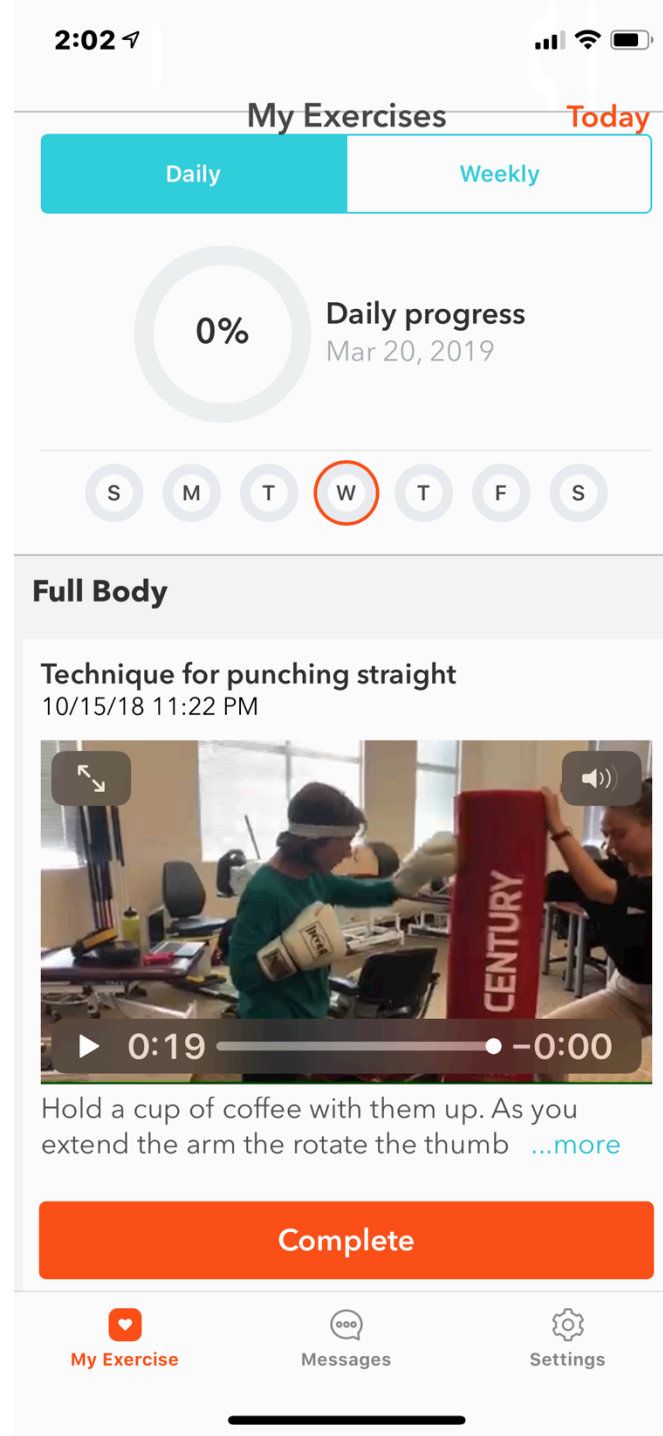 2:02
My Exercises
Today
Daily
Weekly
0%
Daily progress
Mar 20, 2019
S M T W T F S
Full Body
Technique for punching straight
10/15/18 11:22 PM
CENTURY
0:19
-0:00
Hold a cup of coffee with them up. As you
extend the arm the rotate the thumb ...more
Complete
My Exercise
Messages
Settings